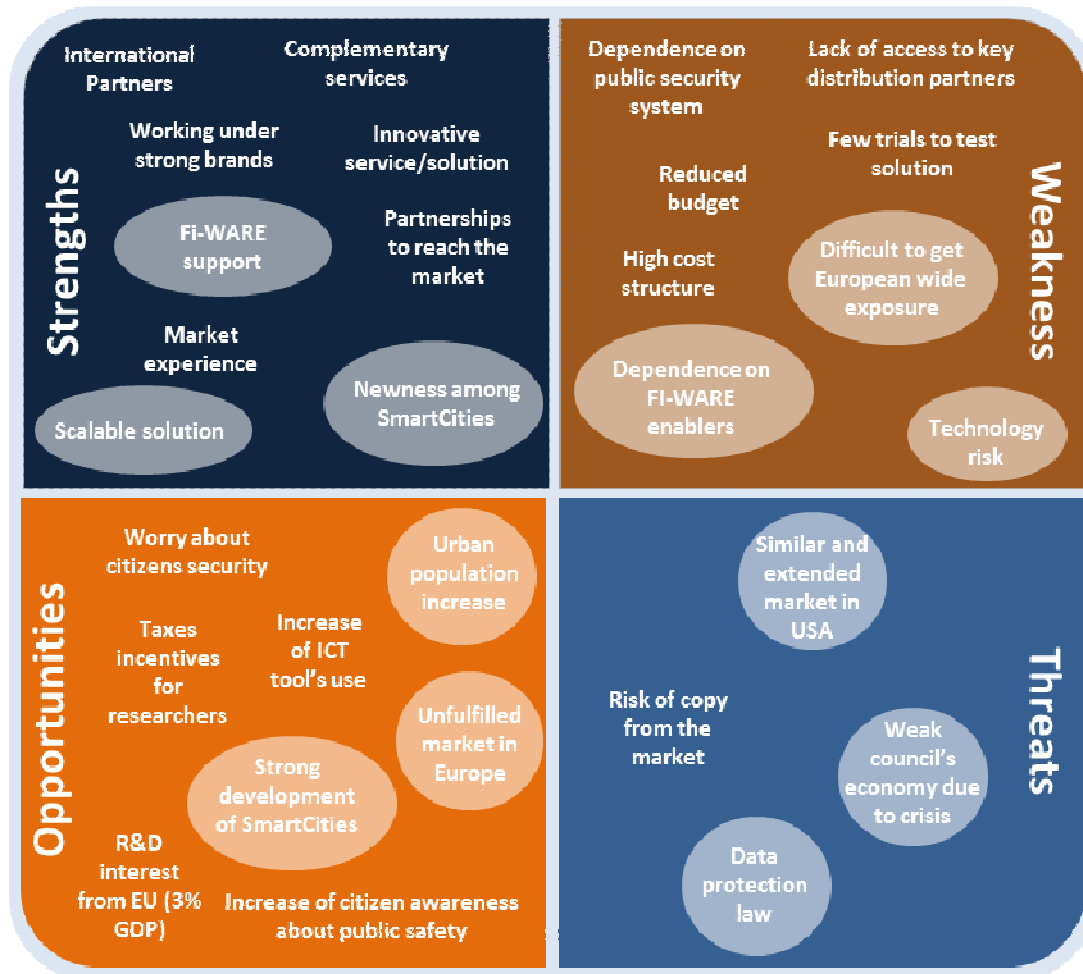 Strengths
International
Partners
Complementary
services
Working under
strong brands
Innovative
service/solution
Fi-WARE
support
Partnerships
to reach the
market
Market
experience
Newness among
SmartCities
Scalable solution
Weakness
Dependence on
public security
system
Lack of access to key
distribution partners
Few trials to test
solution
Reduced
budget
High cost
structure
Difficult to get
European wide
exposure
Dependence on
FI-WARE
enablers
Technology
risk
Opportunities
Worry about
citizens security
Urban
population
increase
Taxes
incentives
for
researchers
Increase
of ICT
tool's use
Unfulfilled
market in
Europe
Strong
development
of SmartCities
R&D
interest
from EU (3%
GDP)
Increase of citizen awareness
about public safety
Threats
Similar and
extended
market in
USA
Risk of copy
from the
market
Weak
council's
economy due
to crisis
Data
protection
law